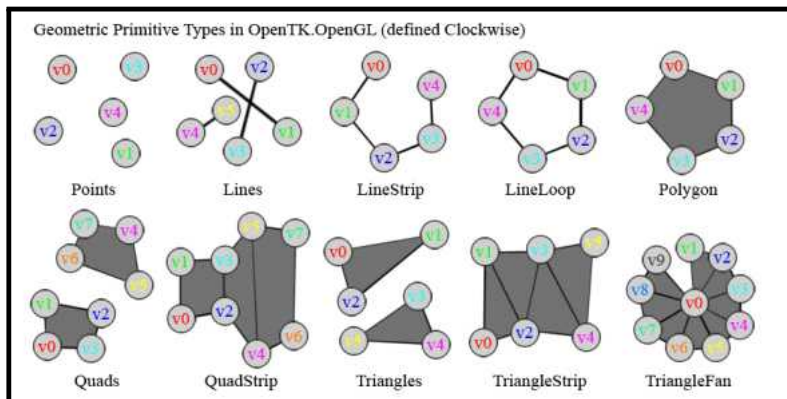 Geometric Primitive Types in OpenTK.OpenGL (defined Clockwise)
v0 v3 v4 v2 v1
Points
v0 v2 v5 v4 v1 v3
Lines
v0 v4 v1 v3 v2
LineStrip
v0 v1 v4 v2 v3
LineLoop
v0 v1 v4 v2 v3
Polygon
v7 v4 v6 v5 v1 v2 v0 v3
Quads
v5 v7 v1 v3 v0 v2 v6 v4
QuadStrip
v1 v0 v2 v3 v5 v4
Triangles
v1 v3 v5 v0 v2 v4
TriangleStrip
v9 v1 v2 v8 v0 v3 v7 v4 v6 v5
TriangleFan